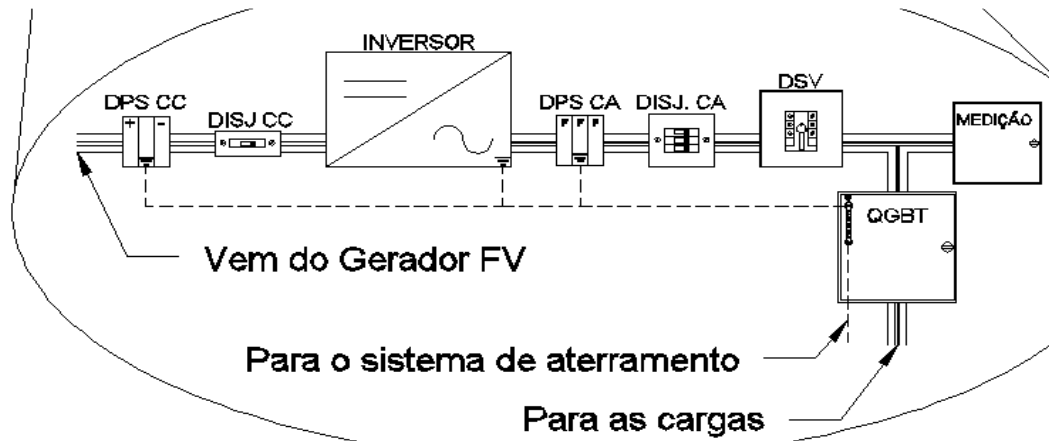 INVERSOR
DPS CC
DISJ CC
DPS CA
DISJ. CA
DSV
MEDIÇÃO
+ -
F F F
QGBT
Vem do Gerador FV
Para o sistema de aterramento
Para as cargas